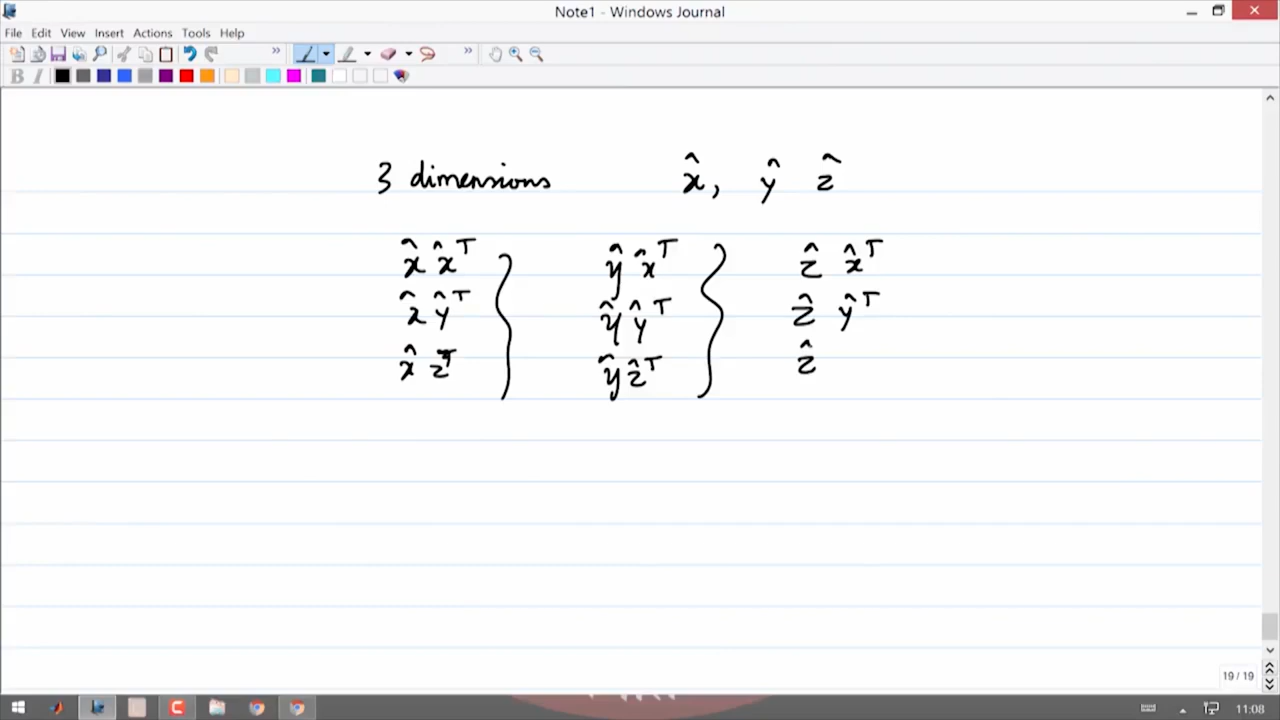 Note1 - Windows Journal
File Edit View Insert Actions Tools Help
3 dimensions x̂, ŷ ẑ
x̂ x̂ᵀ ŷ x̂ᵀ ẑ x̂ᵀ
x̂ ŷᵀ ŷ ŷᵀ ẑ ŷᵀ
x̂ zᵀ ŷ ẑᵀ ẑ
19 / 19
11:08